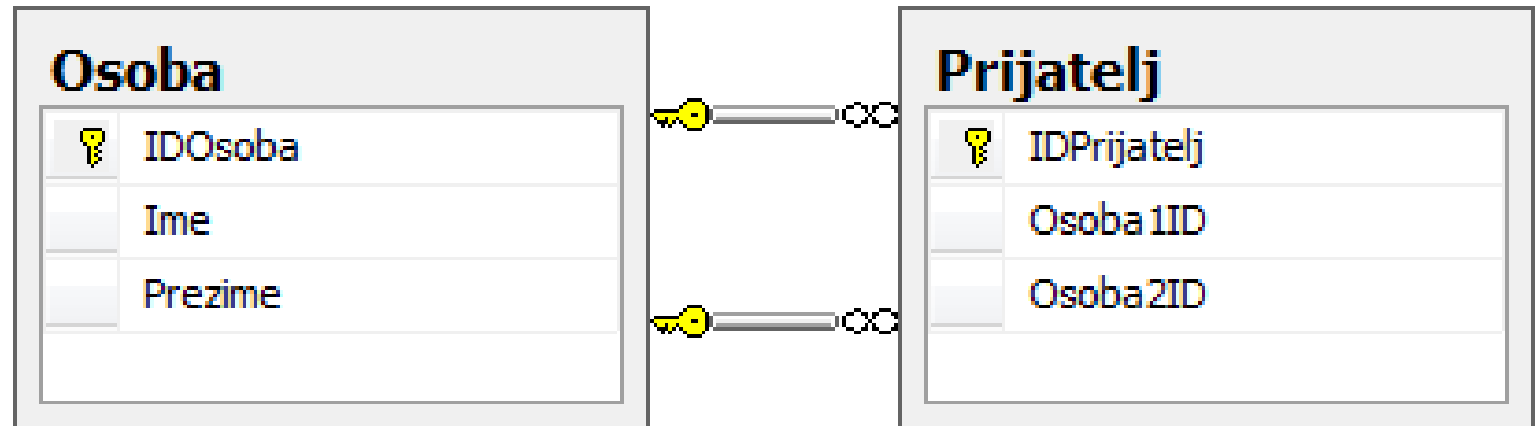 Osoba
IDOsoba
Ime
Prezime
Prijatelj
IDPrijatelj
Osoba1ID
Osoba2ID